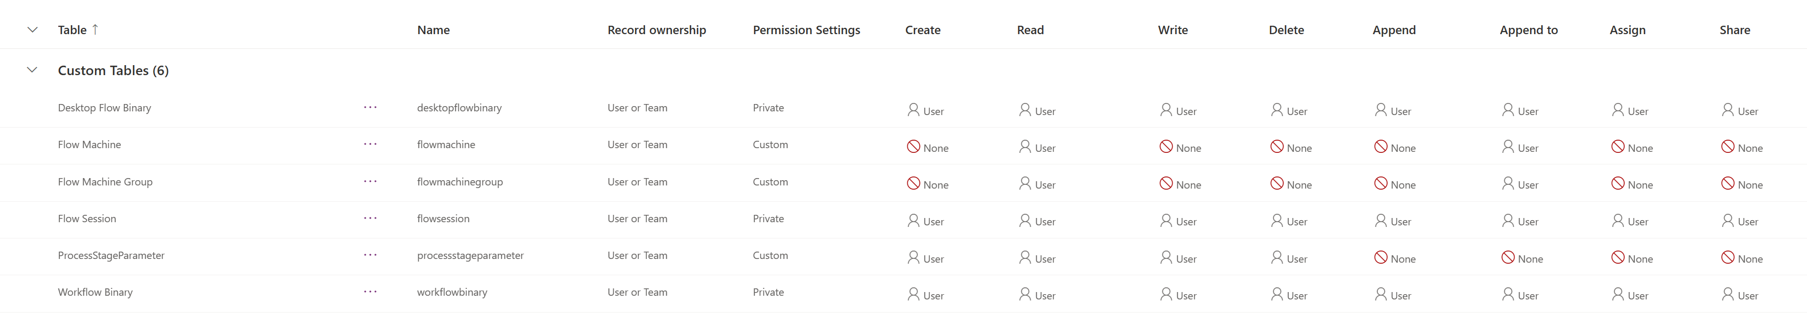 Table ↑ Name Record ownership Permission Settings Create Read Write Delete Append Append to Assign Share
Custom Tables (6)
Desktop Flow Binary ... desktopflowbinary User or Team Private User User User User User User User User
Flow Machine ... flowmachine User or Team Custom None User None None None User None None
Flow Machine Group ... flowmachinegroup User or Team Custom None User None None None User None None
Flow Session ... flowsession User or Team Private User User User User User User User User
ProcessStageParameter ... processstageparameter User or Team Custom User User User User None None None None
Workflow Binary ... workflowbinary User or Team Private User User User User User User User User